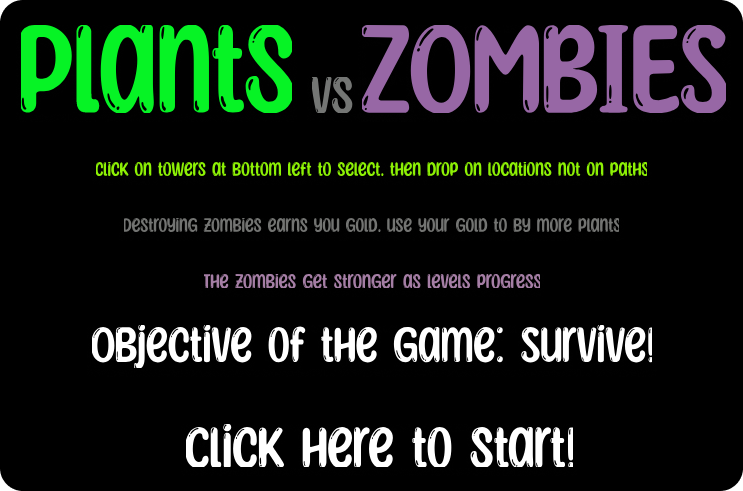 Plants vs ZOMBIES
Click on towers at bottom left to select, then drop on locations not on paths
Destroying zombies earns you gold, use your gold to by more plants
The zombies get stronger as levels progress
Objective of the Game: Survive!
Click Here to Start!